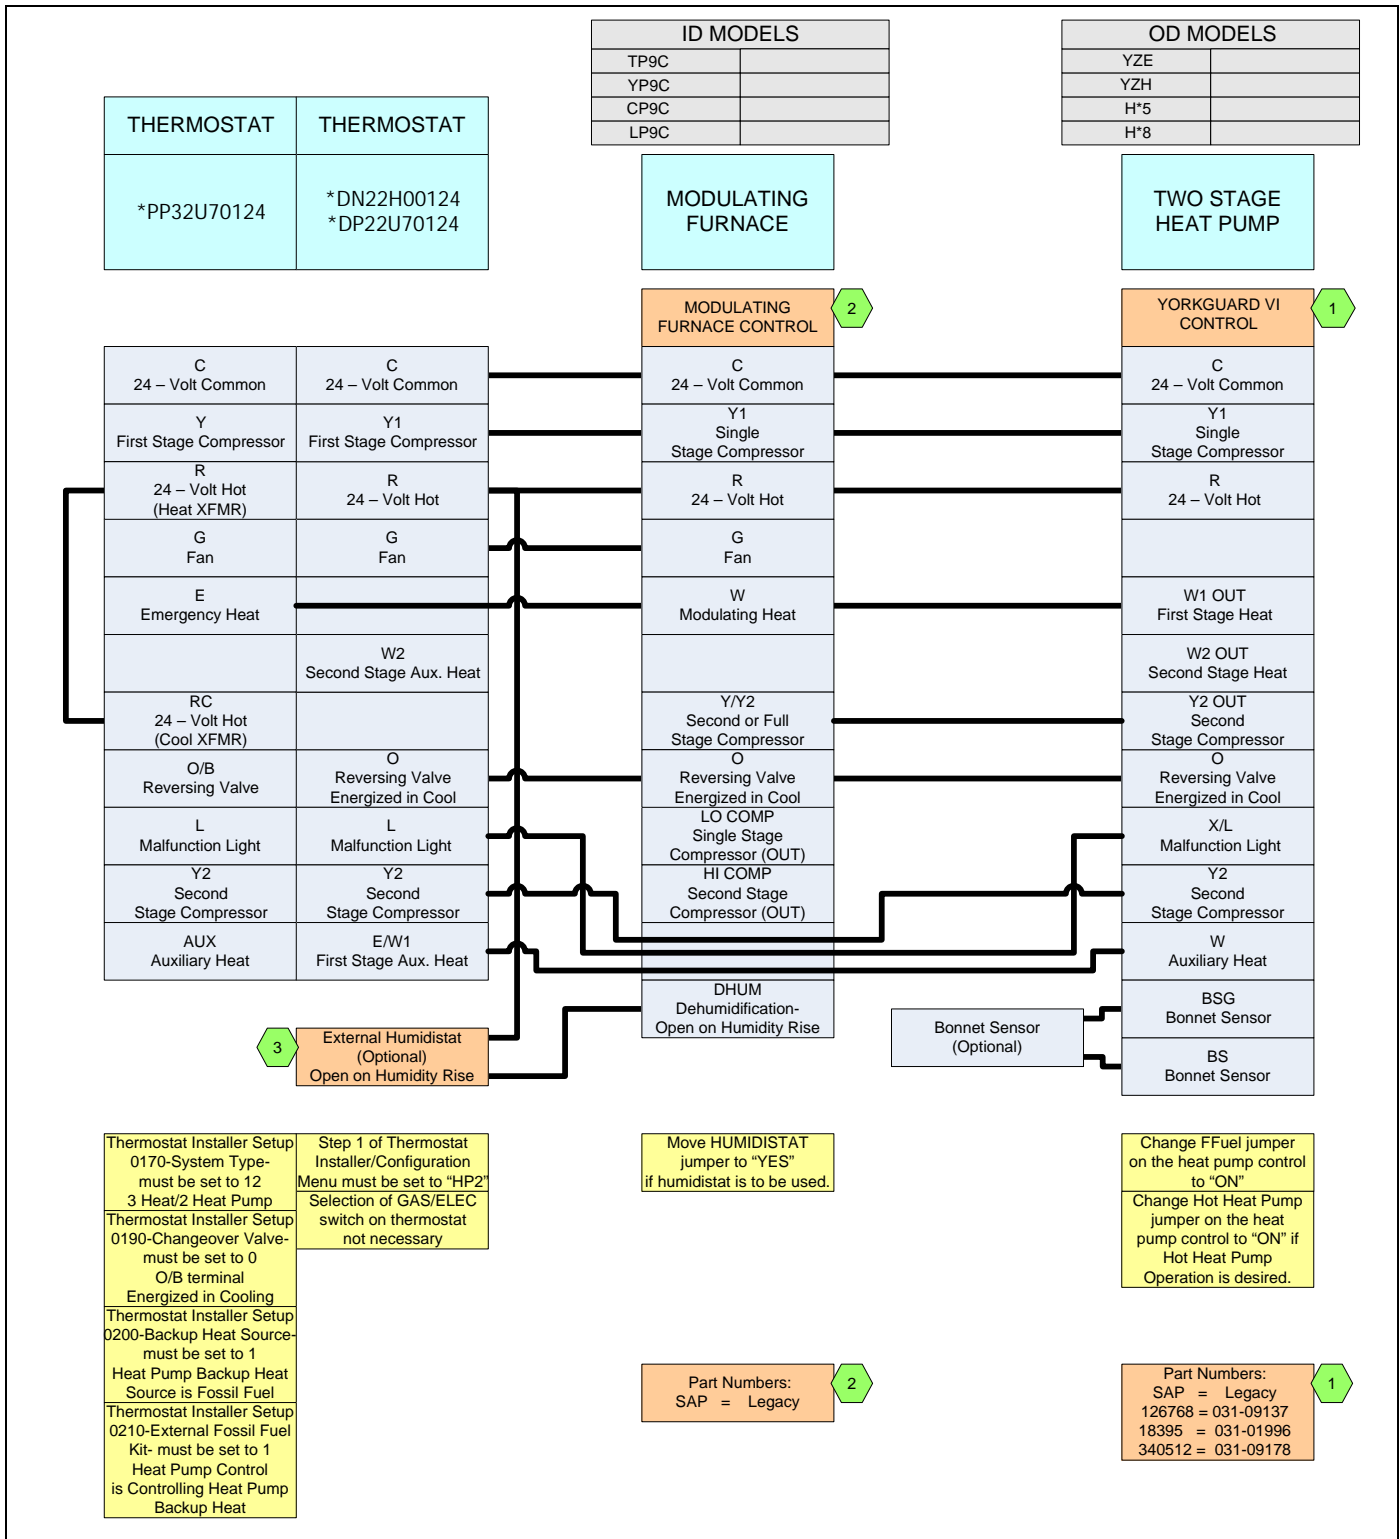 ID MODELS
TP9C
YP9C
CP9C
LP9C
OD MODELS
YZE
YZH
H*5
H*8
THERMOSTAT
*PP32U70124
THERMOSTAT
*DN22H00124
*DP22U70124
MODULATING
FURNACE
TWO STAGE
HEAT PUMP
MODULATING
FURNACE CONTROL
2
YORKGUARD VI
CONTROL
1
C
24 – Volt Common
C
24 – Volt Common
C
24 – Volt Common
C
24 – Volt Common
Y
First Stage Compressor
Y1
First Stage Compressor
Y1
Single
Stage Compressor
Y1
Single
Stage Compressor
R
24 – Volt Hot
(Heat XFMR)
R
24 – Volt Hot
R
24 – Volt Hot
R
24 – Volt Hot
G
Fan
G
Fan
G
Fan
E
Emergency Heat
W
Modulating Heat
W1 OUT
First Stage Heat
W2
Second Stage Aux. Heat
W2 OUT
Second Stage Heat
RC
24 – Volt Hot
(Cool XFMR)
Y/Y2
Second or Full
Stage Compressor
Y2 OUT
Second
Stage Compressor
O/B
Reversing Valve
O
Reversing Valve
Energized in Cool
O
Reversing Valve
Energized in Cool
O
Reversing Valve
Energized in Cool
L
Malfunction Light
L
Malfunction Light
LO COMP
Single Stage
Compressor (OUT)
X/L
Malfunction Light
Y2
Second
Stage Compressor
Y2
Second
Stage Compressor
HI COMP
Second Stage
Compressor (OUT)
Y2
Second
Stage Compressor
AUX
Auxiliary Heat
E/W1
First Stage Aux. Heat
W
Auxiliary Heat
DHUM
Dehumidification-
Open on Humidity Rise
BSG
Bonnet Sensor
3
External Humidistat
(Optional)
Open on Humidity Rise
Bonnet Sensor
(Optional)
BS
Bonnet Sensor
Thermostat Installer Setup
0170-System Type-
must be set to 12
3 Heat/2 Heat Pump
Thermostat Installer Setup
0190-Changeover Valve-
must be set to 0
O/B terminal
Energized in Cooling
Thermostat Installer Setup
0200-Backup Heat Source-
must be set to 1
Heat Pump Backup Heat
Source is Fossil Fuel
Thermostat Installer Setup
0210-External Fossil Fuel
Kit- must be set to 1
Heat Pump Control
is Controlling Heat Pump
Backup Heat
Step 1 of Thermostat
Installer/Configuration
Menu must be set to “HP2”
Selection of GAS/ELEC
switch on thermostat
not necessary
Move HUMIDISTAT
jumper to “YES”
if humidistat is to be used.
Change FFuel jumper
on the heat pump control
to “ON”
Change Hot Heat Pump
jumper on the heat
pump control to “ON” if
Hot Heat Pump
Operation is desired.
Part Numbers:
SAP = Legacy
2
Part Numbers:
SAP = Legacy
126768 = 031-09137
18395 = 031-01996
340512 = 031-09178
1